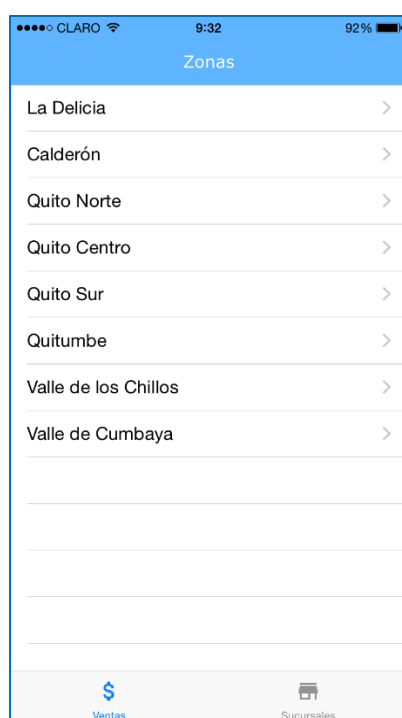 CLARO 9:32 92%
Zonas
La Delicia
Calderón
Quito Norte
Quito Centro
Quito Sur
Quitumbe
Valle de los Chillos
Valle de Cumbaya
$
Ventas Sucursales